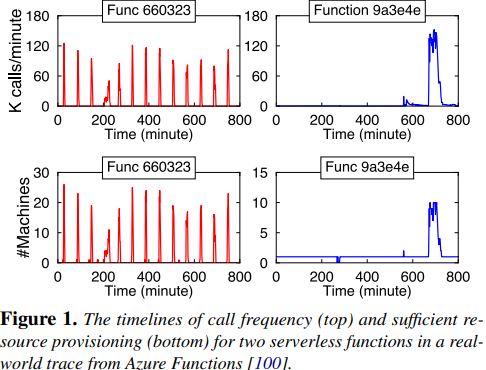 Func 660323
Function 9a3e4e
K calls/minute
180
120
60
0
0 200 400 600 800
Time (minute)
180
120
60
0
0 200 400 600 800
Time (minute)
Func 660323
Func 9a3e4e
#Machines
30
20
10
0
0 200 400 600 800
Time (minute)
15
10
5
0
0 200 400 600 800
Time (minute)
Figure 1. The timelines of call frequency (top) and sufficient re-
source provisioning (bottom) for two serverless functions in a real-
world trace from Azure Functions [100].